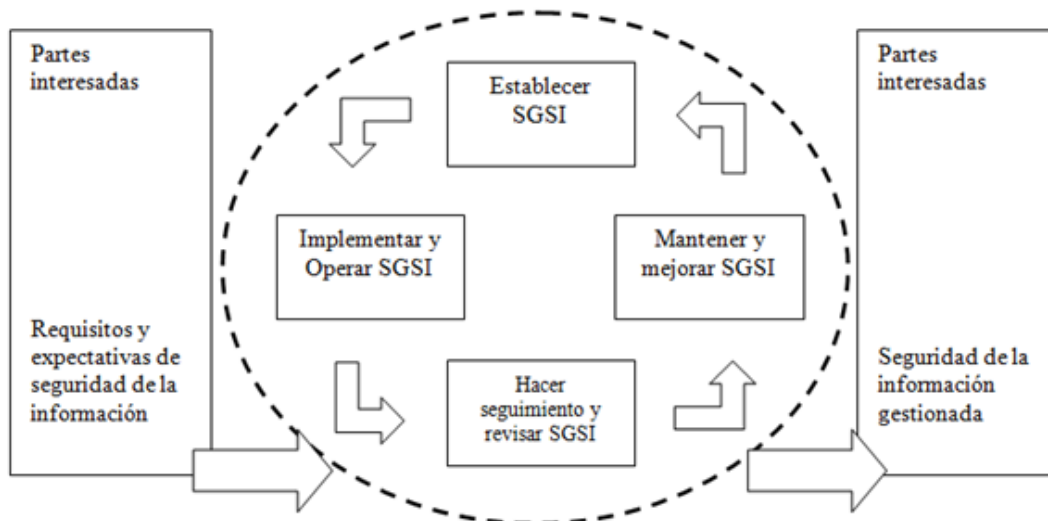 Partes
interesadas
Requisitos y
expectativas de
seguridad de la
información
Establecer
SGSI
Implementar y
Operar SGSI
Mantener y
mejorar SGSI
Hacer
seguimiento y
revisar SGSI
Partes
interesadas
Seguridad de la
información
gestionada